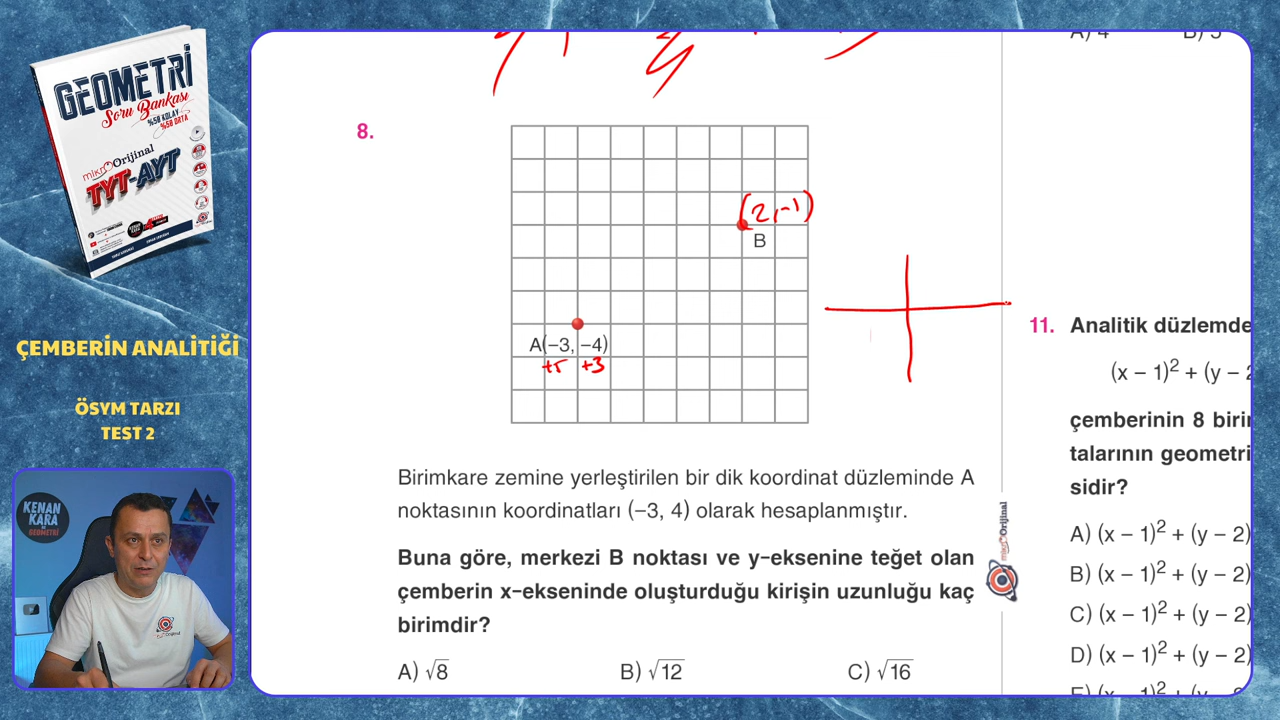 GEOMETRİ
Soru Bankası
%50 KOLAY
%50 ORTA
mikro Orijinal
TYT-AYT
ÇEMBERİN ANALİTİĞİ
ÖSYM TARZI
TEST 2
KENAN
KARA
ile
GEOMETRİ
8.
(2,-1)
B
A(−3, −4)
+5 +3
Birimkare zemine yerleştirilen bir dik koordinat düzleminde A
noktasının koordinatları (−3, 4) olarak hesaplanmıştır.
Buna göre, merkezi B noktası ve y−eksenine teğet olan
çemberin x−ekseninde oluşturduğu kirişin uzunluğu kaç
birimdir?
A) √8 B) √12 C) √16
mikro Orijinal
A) 4 B) 5
11. Analitik düzlemde
(x − 1)² + (y − 2
çemberinin 8 biri
talarının geometri
sidir?
A) (x − 1)² + (y − 2)
B) (x − 1)² + (y − 2)
C) (x − 1)² + (y − 2)
D) (x − 1)² + (y − 2)